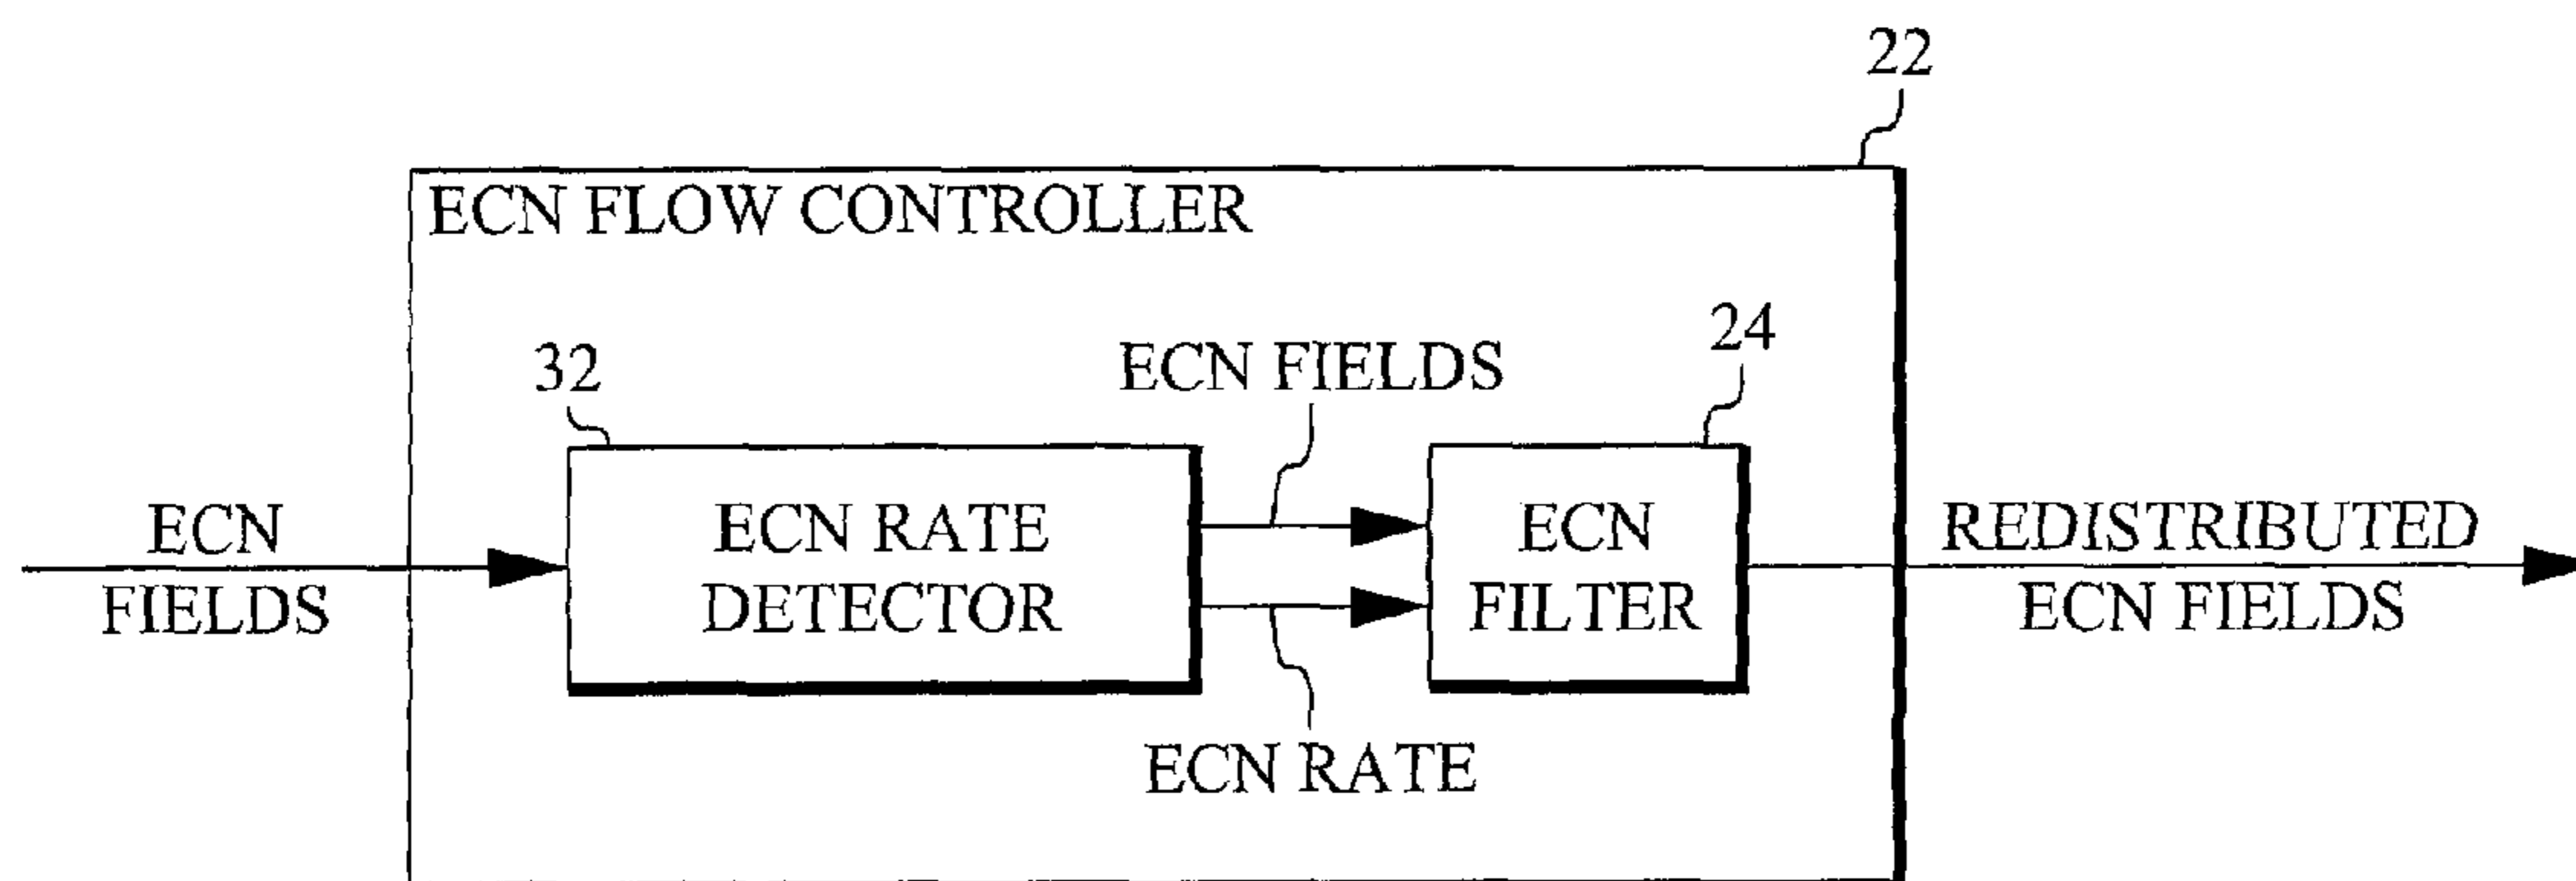 22
ECN FLOW CONTROLLER
24
ECN FIELDS
32
ECN
FIELDS
ECN RATE
DETECTOR
ECN
FILTER
REDISTRIBUTED
ECN FIELDS
ECN RATE